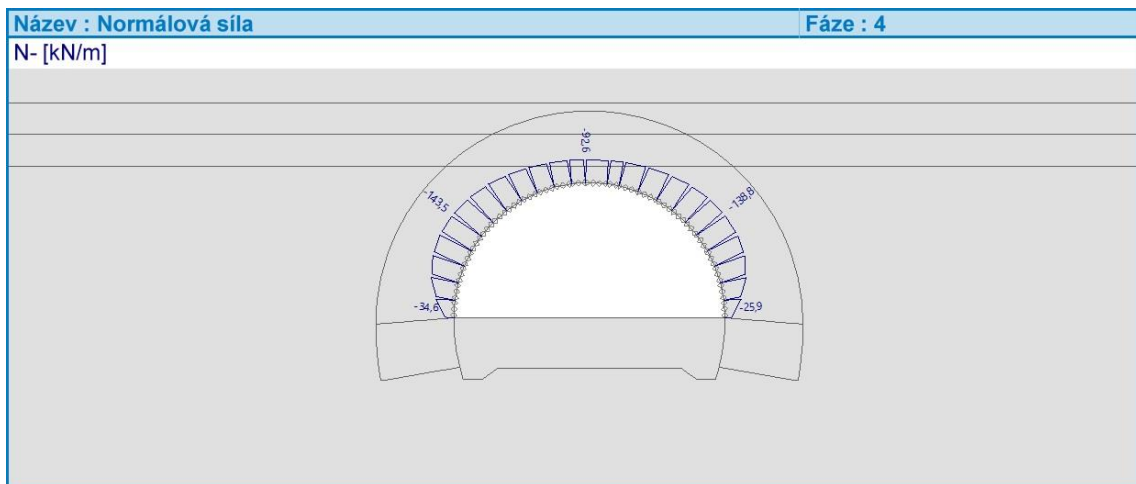 Název : Normálová síla Fáze : 4
N- [kN/m]
-92,6
-143,5 -138,8
-34,6 -25,9